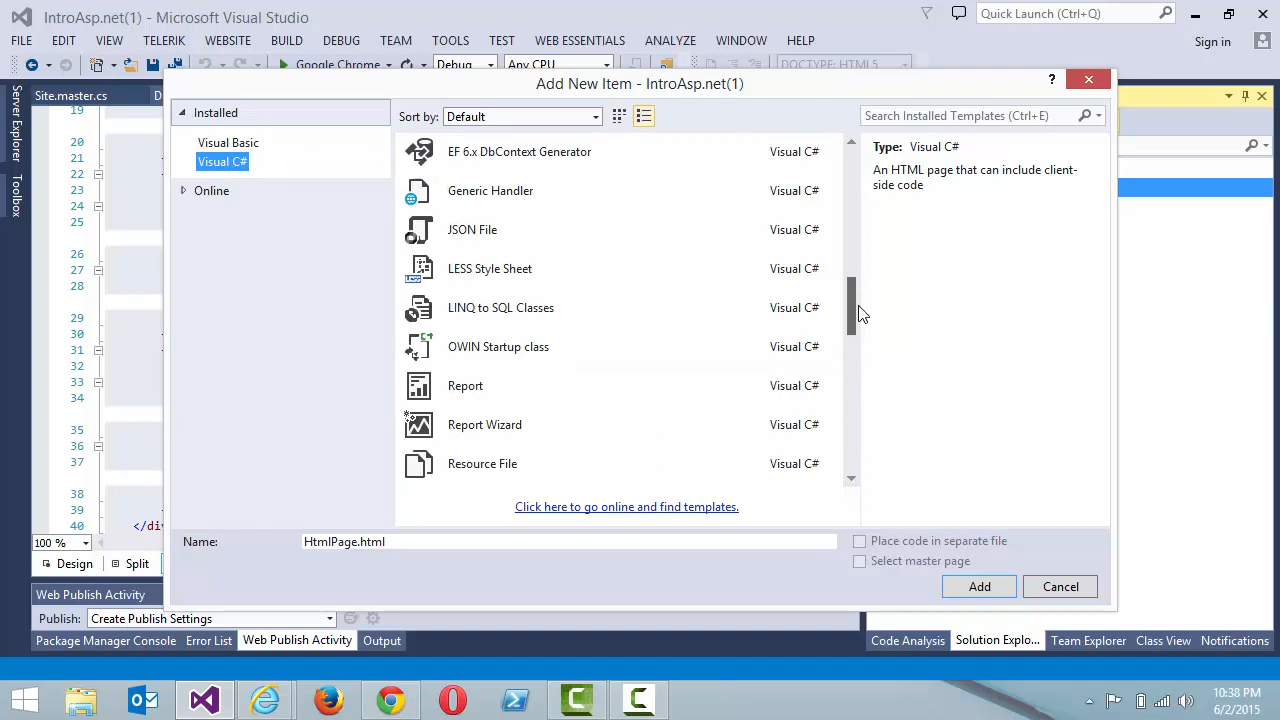 IntroAsp.net(1) - Microsoft Visual Studio
Quick Launch (Ctrl+Q)
FILE EDIT VIEW TELERIK WEBSITE BUILD DEBUG TEAM TOOLS TEST WEB ESSENTIALS ANALYZE WINDOW HELP
Sign in
Google Chrome Debug Any CPU DOCTYPE: HTML5
Server Explorer
Toolbox
Site.master.cs D
Add New Item - IntroAsp.net(1)
?
Installed
Visual Basic
Visual C#
Online
Sort by: Default
Search Installed Templates (Ctrl+E)
EF 6.x DbContext Generator Visual C#
Generic Handler Visual C#
JSON File Visual C#
LESS Style Sheet Visual C#
LINQ to SQL Classes Visual C#
OWIN Startup class Visual C#
Report Visual C#
Report Wizard Visual C#
Resource File Visual C#
Click here to go online and find templates.
Type: Visual C#
An HTML page that can include client-
side code
Name: HtmlPage.html
Place code in separate file
Select master page
Add Cancel
19
20
21
22
23
24
25
26
27
28
29
30
31
32
33
34
35
36
37
38
39
40 </div
100 %
Design Split
Web Publish Activity
Publish: Create Publish Settings
Package Manager Console Error List Web Publish Activity Output
Code Analysis Solution Explo... Team Explorer Class View Notifications
10:38 PM
6/2/2015